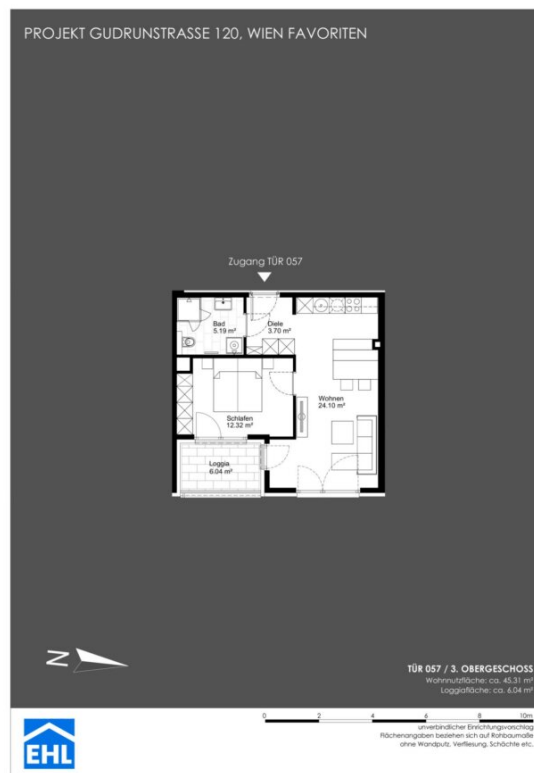 PROJEKT GUDRUNSTRASSE 120, WIEN FAVORITEN
Zugang TÜR 057
Bad
5.19 m²
Diele
3.70 m²
Wohnen
24.10 m²
Schlafen
12.32 m²
Loggia
6.04 m²
N
TÜR 057 / 3. OBERGESCHOSS
Wohnnutzfläche: ca. 45.31 m²
Loggiafläche: ca. 6.04 m²
0 2 4 6 8 10m
unverbindlicher Einrichtungsvorschlag
Flächenangaben beziehen sich auf Rohbaumaße
ohne Wandputz, Verfliesung, Schächte etc.
EHL